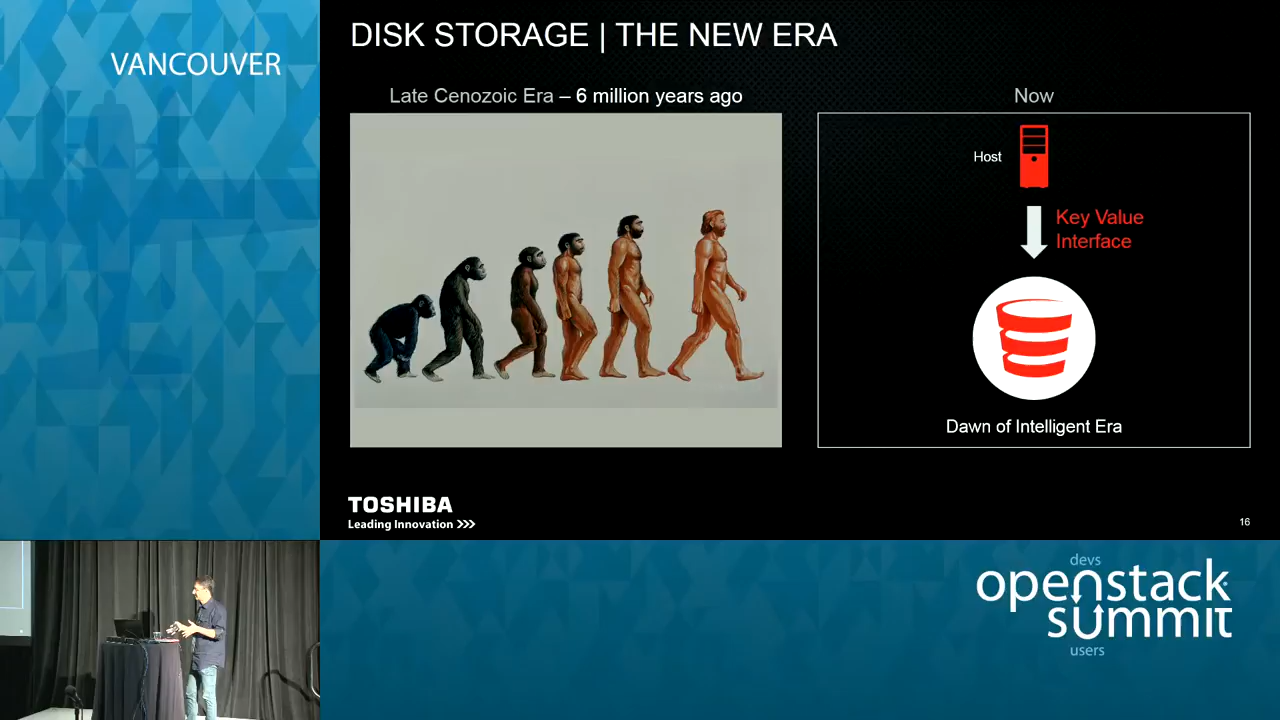 VANCOUVER
DISK STORAGE | THE NEW ERA
Late Cenozoic Era – 6 million years ago
Now
Host
Key Value
Interface
Dawn of Intelligent Era
TOSHIBA
Leading Innovation >>>
16
devs
openstack
summit
users